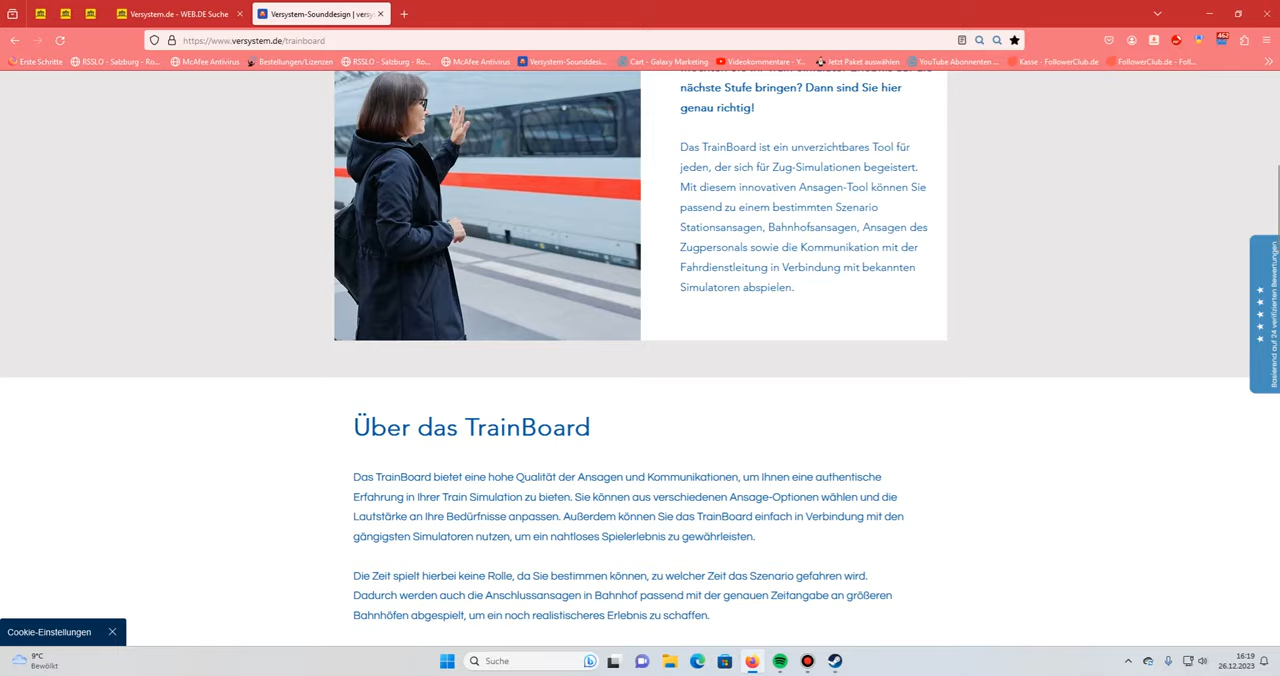 Versystem.de - WEB.DE Suche
Versystem-Sounddesign | versy
https://www.versystem.de/trainboard
Erste Schritte
RSSLO - Salzburg - Ro...
McAfee Antivirus
Bestellungen/Lizenzen
RSSLO - Salzburg - Ro...
McAfee Antivirus
Versystem-Sounddesi...
Cart - Galaxy Marketing
Videokommentare - Y...
Jetzt Paket auswählen
YouTube Abonnenten ...
Kasse - FollowerClub.de
FollowerClub.de - Foll...
462
nächste Stufe bringen? Dann sind Sie hier
genau richtig!
Das TrainBoard ist ein unverzichtbares Tool für
jeden, der sich für Zug-Simulationen begeistert.
Mit diesem innovativen Ansagen-Tool können Sie
passend zu einem bestimmten Szenario
Stationsansagen, Bahnhofsansagen, Ansagen des
Zugpersonals sowie die Kommunikation mit der
Fahrdienstleitung in Verbindung mit bekannten
Simulatoren abspielen.
Basierend auf 24 verifizierten Bewertungen
Über das TrainBoard
Das TrainBoard bietet eine hohe Qualität der Ansagen und Kommunikationen, um Ihnen eine authentische
Erfahrung in Ihrer Train Simulation zu bieten. Sie können aus verschiedenen Ansage-Optionen wählen und die
Lautstärke an Ihre Bedürfnisse anpassen. Außerdem können Sie das TrainBoard einfach in Verbindung mit den
gängigsten Simulatoren nutzen, um ein nahtloses Spielerlebnis zu gewährleisten.
Die Zeit spielt hierbei keine Rolle, da Sie bestimmen können, zu welcher Zeit das Szenario gefahren wird.
Dadurch werden auch die Anschlussansagen in Bahnhof passend mit der genauen Zeitangabe an größeren
Bahnhöfen abgespielt, um ein noch realistischeres Erlebnis zu schaffen.
Cookie-Einstellungen
9°C
Bewölkt
Suche
16:19
26.12.2023